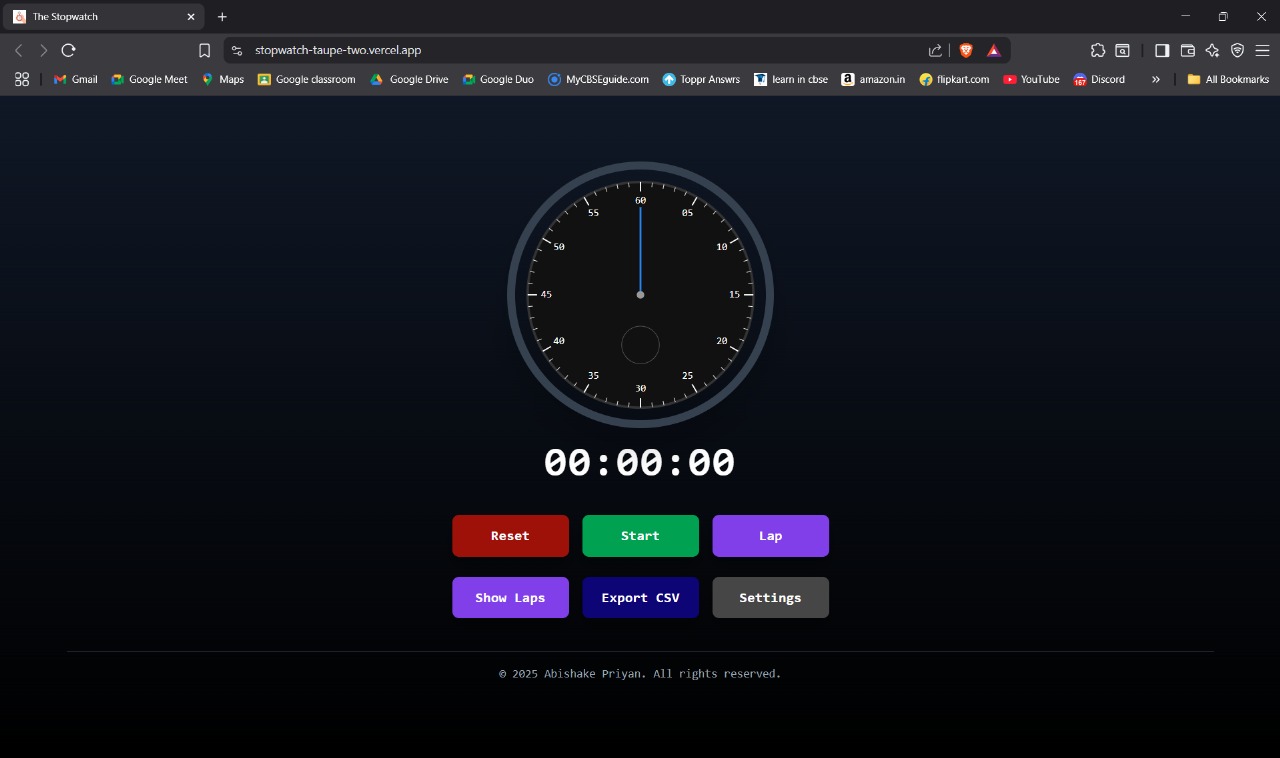 The Stopwatch
stopwatch-taupe-two.vercel.app
Gmail Google Meet Maps Google classroom Google Drive Google Duo MyCBSEguide.com Toppr Answrs learn in cbse amazon.in flipkart.com YouTube 167 Discord » All Bookmarks
60
55 05
50 10
45 15
40 20
35 25
30
00:00:00
Reset Start Lap
Show Laps Export CSV Settings
© 2025 Abishake Priyan. All rights reserved.